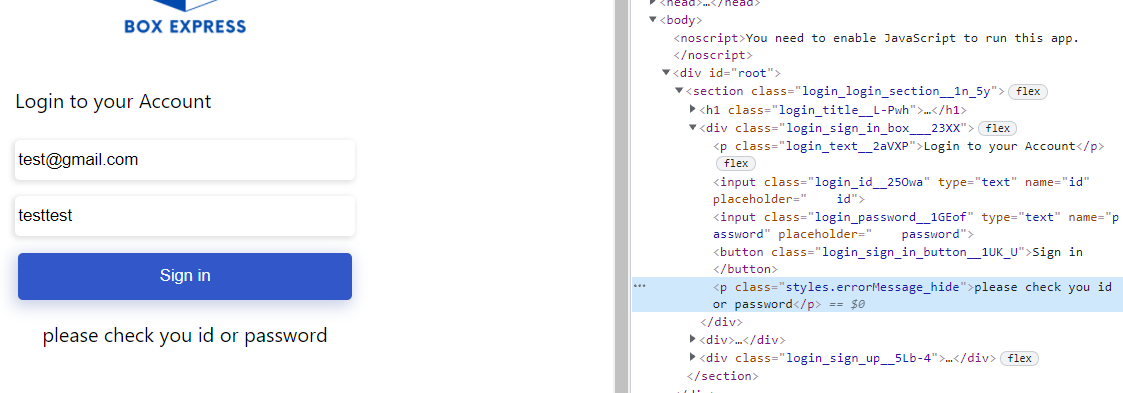 BOX EXPRESS
Login to your Account
test@gmail.com
testtest
Sign in
please check you id or password
<head>…</head>
<body>
<noscript>You need to enable JavaScript to run this app.
</noscript>
<div id="root">
<section class="login_login_section__1n_5y"> flex
<h1 class="login_title__L-Pwh">…</h1>
<div class="login_sign_in_box___23XX"> flex
<p class="login_text__2aVXP">Login to your Account</p>
flex
<input class="login_id__25Owa" type="text" name="id"
placeholder="    id">
<input class="login_password__1GEof" type="text" name="p
assword" placeholder="    password">
<button class="login_sign_in_button__1UK_U">Sign in
</button>
… <p class="styles.errorMessage_hide">please check you id
or password</p> == $0
</div>
<div>…</div>
<div class="login_sign_up__5Lb-4">…</div> flex
</section>
</div>